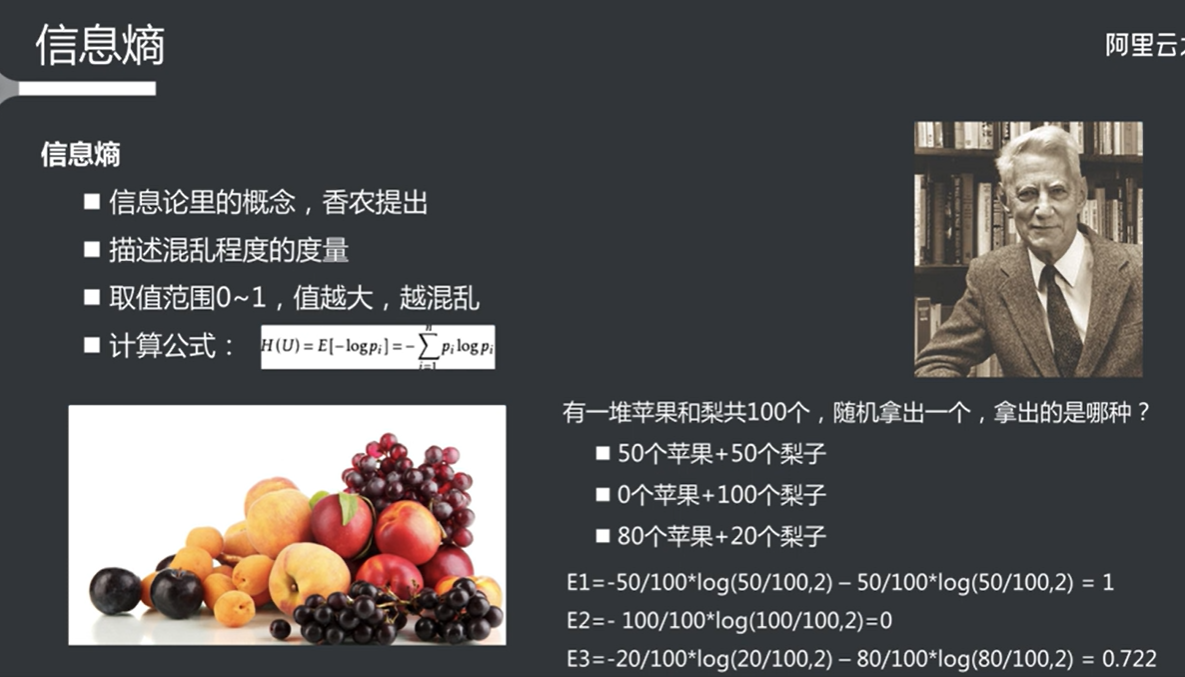 信息熵
阿里云
信息熵
■ 信息论里的概念，香农提出
■ 描述混乱程度的度量
■ 取值范围0~1，值越大，越混乱
■ 计算公式： H(U) = E[−log p_i] = −∑_{i=1}^{n} p_i log p_i
有一堆苹果和梨共100个，随机拿出一个，拿出的是哪种？
■ 50个苹果+50个梨子
■ 0个苹果+100个梨子
■ 80个苹果+20个梨子
E1=-50/100*log(50/100,2) – 50/100*log(50/100,2) = 1
E2=- 100/100*log(100/100,2)=0
E3=-20/100*log(20/100,2) – 80/100*log(80/100,2) = 0.722